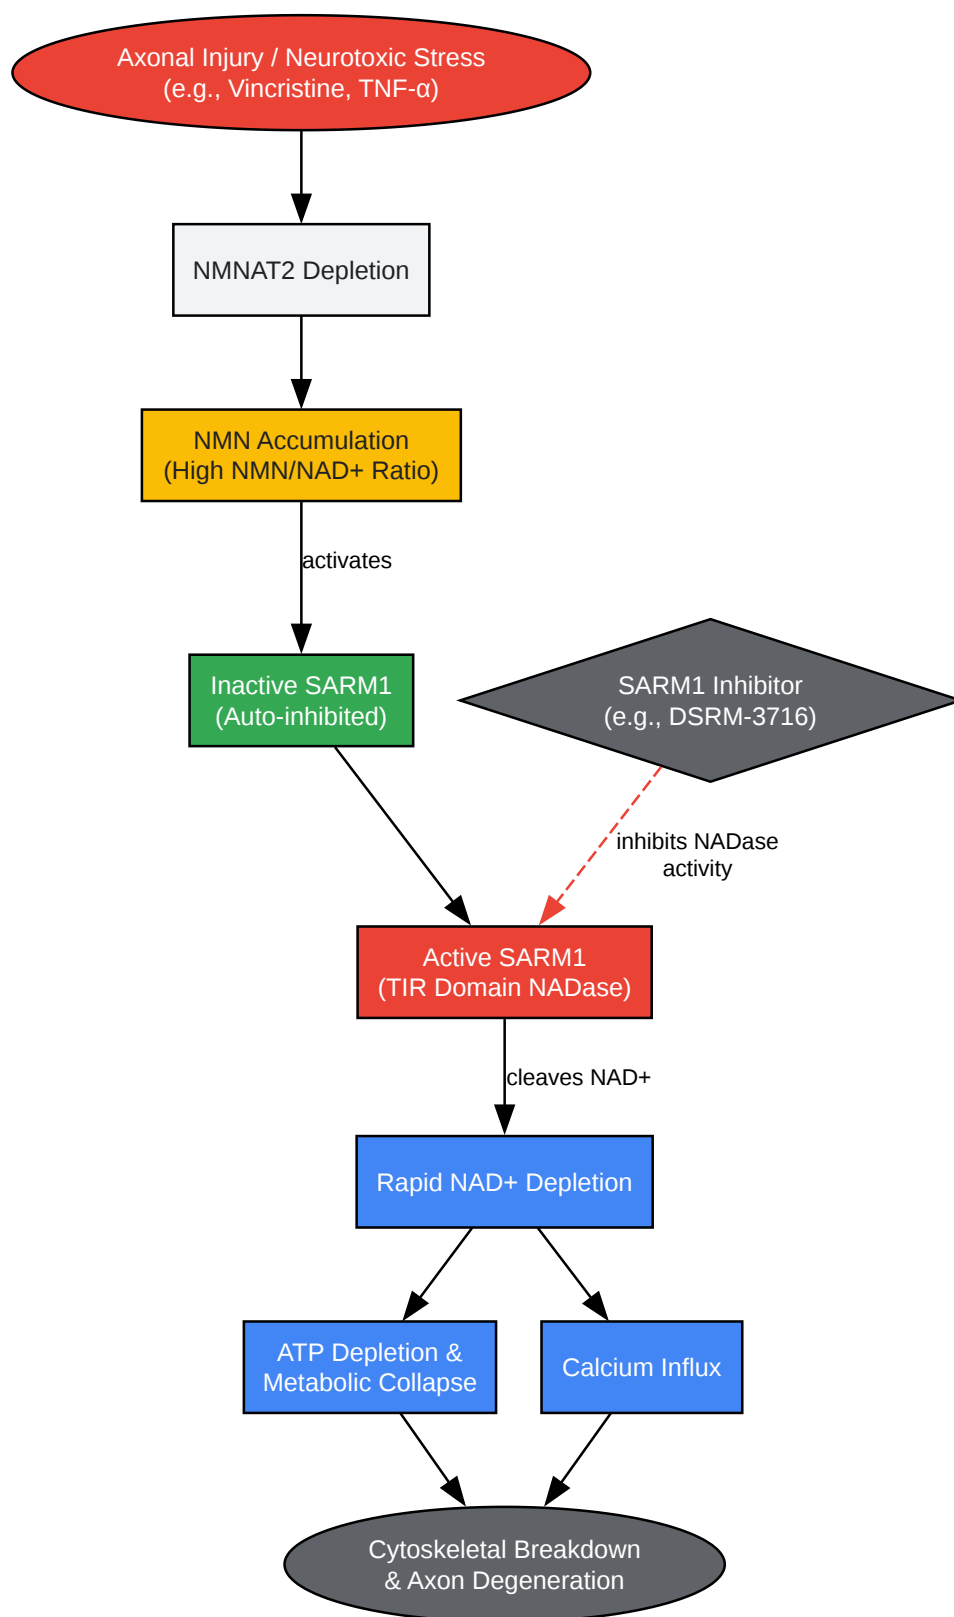 Axonal Injury / Neurotoxic Stress
(e.g., Vincristine, TNF-α)
NMNAT2 Depletion
NMN Accumulation
(High NMN/NAD+ Ratio)
activates
Inactive SARM1
(Auto-inhibited)
SARM1 Inhibitor
(e.g., DSRM-3716)
inhibits NADase
activity
Active SARM1
(TIR Domain NADase)
cleaves NAD+
Rapid NAD+ Depletion
ATP Depletion &
Metabolic Collapse
Calcium Influx
Cytoskeletal Breakdown
& Axon Degeneration